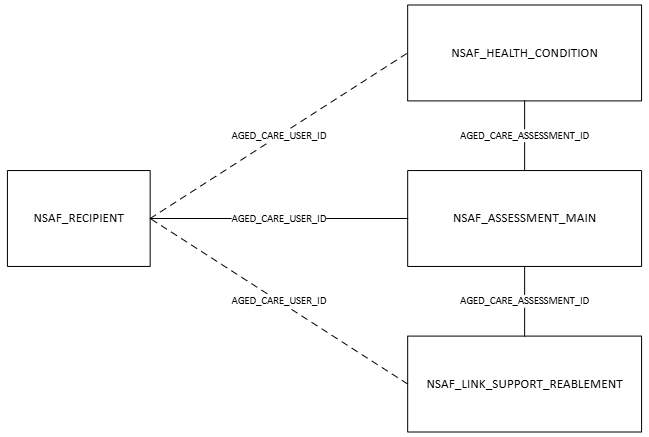 NSAF_HEALTH_CONDITION
AGED_CARE_USER_ID
AGED_CARE_ASSESSMENT_ID
NSAF_RECIPIENT
AGED_CARE_USER_ID
NSAF_ASSESSMENT_MAIN
AGED_CARE_USER_ID
AGED_CARE_ASSESSMENT_ID
NSAF_LINK_SUPPORT_REABLEMENT